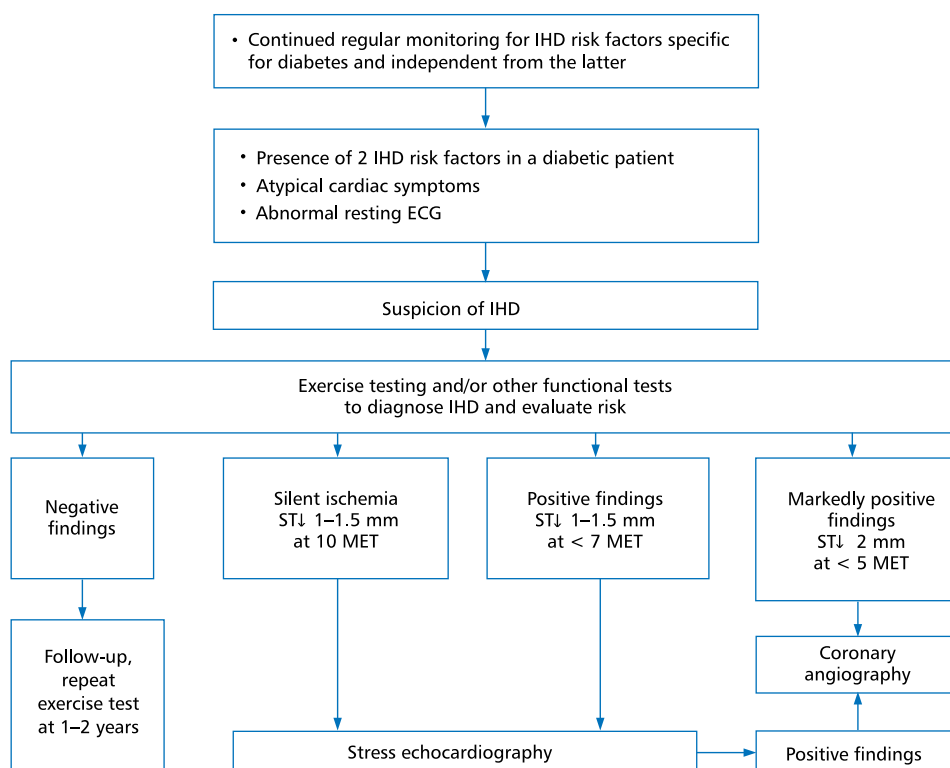 • Continued regular monitoring for IHD risk factors specific
for diabetes and independent from the latter
• Presence of 2 IHD risk factors in a diabetic patient
• Atypical cardiac symptoms
• Abnormal resting ECG
Suspicion of IHD
Exercise testing and/or other functional tests
to diagnose IHD and evaluate risk
Negative
findings
Silent ischemia
ST↓ 1–1.5 mm
at 10 MET
Positive findings
ST↓ 1–1.5 mm
at < 7 MET
Markedly positive
findings
ST↓ 2 mm
at < 5 MET
Follow-up,
repeat
exercise test
at 1–2 years
Coronary
angiography
Stress echocardiography
Positive findings